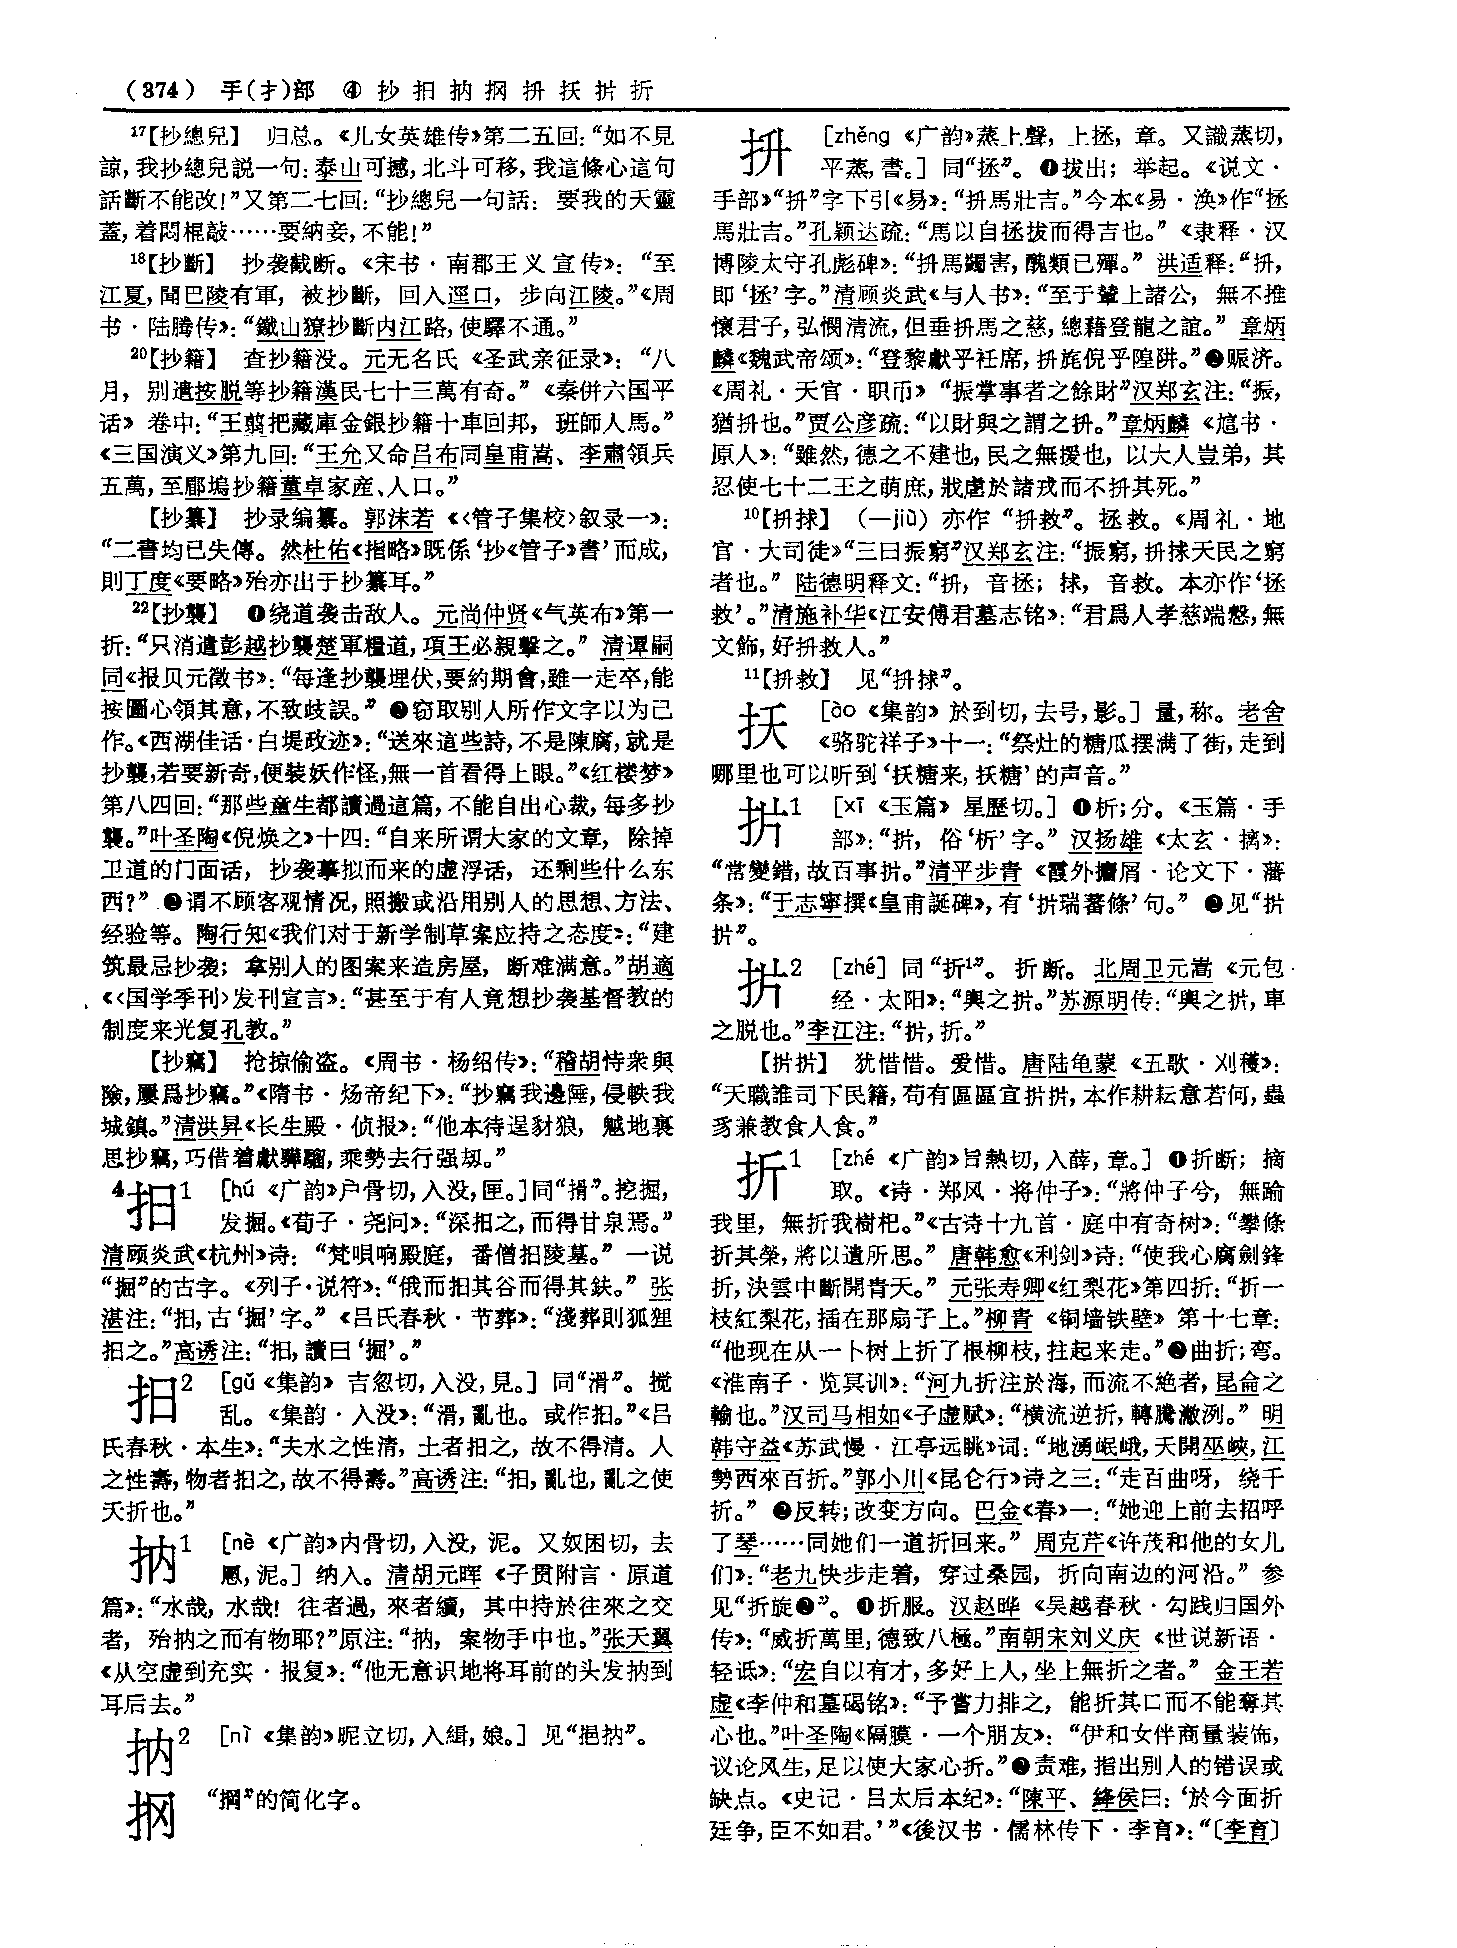 (374) 手(扌)部 ④ 抄抇抐㧏抍抚㧕折
17【抄總兒】 归总。《儿女英雄传》第二五回:“如不見
諒,我抄總兒説一句:泰山可撼,北斗可移,我這條心這句
話斷不能改!”又第二七回:“抄總兒一句話: 要我的天靈
蓋,着悶棍敲……要納妾,不能!”
18【抄斷】 抄袭截断。《宋书·南郡王义宣传》:“至
江夏,聞巴陵有軍, 被抄斷, 回入逕口, 步向江陵。”《周
书·陆腾传》:“鐵山獠抄斷内江路,使驛不通。”
20【抄籍】 查抄籍没。元无名氏《圣武亲征录》:“八
月, 别遣按脱等抄籍漢民七十三萬有奇。”《秦併六国平
话》卷中:“王翦把藏庫金銀抄籍十車回邦, 班師人馬。”
《三国演义》第九回:“王允又命吕布同皇甫嵩、李肅領兵
五萬,至郿塢抄籍董卓家産、人口。”
【抄纂】 抄录编纂。郭沫若《〈管子集校〉叙录一》:
“二書均已失傳。然杜佑《指略》既係‘抄《管子》書’而成,
則丁度《要略》殆亦出于抄纂耳。”
22【抄襲】 ❶绕道袭击敌人。元尚仲贤《气英布》第一
折:“只消遣彭越抄襲楚軍糧道,項王必親擊之。”清谭嗣
同《报贝元徵书》:“每逢抄襲埋伏,要約期會,雖一走卒,能
按圖心領其意,不致歧誤。”❷窃取别人所作文字以为己
作。《西湖佳话·白堤政迹》:“送來這些詩,不是陳腐,就是
抄襲,若要新奇,便裝妖作怪,無一首看得上眼。”《红楼梦》
第八四回:“那些童生都讀過這篇,不能自出心裁,每多抄
襲。”叶圣陶《倪焕之》十四:“自来所谓大家的文章, 除掉
卫道的门面话, 抄袭摹拟而来的虚浮话, 还剩些什么东
西?”❸谓不顾客观情况,照搬或沿用别人的思想、方法、
经验等。陶行知《我们对于新学制草案应持之态度》:“建
筑最忌抄袭; 拿别人的图案来造房屋, 断难满意。”胡適
《〈国学季刊〉发刊宣言》:“甚至于有人竟想抄袭基督教的
制度来光复孔教。”
【抄竊】 抢掠偷盗。《周书·杨绍传》:“稽胡恃衆與
險,屢爲抄竊。”《隋书·炀帝纪下》:“抄竊我邊陲,侵軼我
城鎮。”清洪昇《长生殿·侦报》:“他本待逞豺狼, 魆地裏
思抄竊,巧借着獻驊騮,乘勢去行强刼。”
4抇1 [hú 《广韵》户骨切,入没,匣。]同“搰”。挖掘,
发掘。《荀子·尧问》:“深抇之,而得甘泉焉。”
清顾炎武《杭州》诗: “梵唄响殿庭, 番僧抇陵墓。”一说
“掘”的古字。《列子·说符》:“俄而抇其谷而得其鈇。”张
湛注:“抇,古‘掘’字。”《吕氏春秋·节葬》:“淺葬則狐狸
抇之。”高诱注:“抇,讀曰‘掘’。”
抇2 [gǔ 《集韵》吉忽切,入没,見。]同“滑”。搅
乱。《集韵·入没》:“滑,亂也。或作抇。”《吕
氏春秋·本生》:“夫水之性清, 土者抇之, 故不得清。人
之性壽,物者抇之,故不得壽。”高诱注:“抇,亂也,亂之使
夭折也。”
抐1 [nè 《广韵》内骨切,入没,泥。又奴困切, 去
慁,泥。]纳入。清胡元晖《子贯附言·原道
篇》:“水哉, 水哉! 往者過, 來者續, 其中持於往來之交
者, 殆抐之而有物耶?”原注:“抐, 案物手中也。”张天翼
《从空虚到充实·报复》:“他无意识地将耳前的头发抐到
耳后去。”
抐2 [nì 《集韵》昵立切,入緝,娘。]见“挹抐”。
㧏 “掆”的简化字。
抍 [zhěng 《广韵》蒸上聲, 上拯, 章。又識蒸切,
平蒸,書。]同“拯”。❶拔出; 举起。《说文·
手部》“抍”字下引《易》:“抍馬壯吉。”今本《易·涣》作“拯
馬壯吉。”孔颖达疏:“馬以自拯拔而得吉也。”《隶释·汉
博陵太守孔彪碑》:“抍馬蠲害,醜類已殫。”洪适释:“抍,
即‘拯’字。”清顾炎武《与人书》:“至于輦上諸公, 無不推
懷君子,弘憫清流,但垂抍馬之慈,總藉登龍之誼。”章炳
麟《魏武帝颂》:“登黎獻乎衽席,抍旄倪乎隍阱。”❷赈济。
《周礼·天官·职币》“振掌事者之餘財”汉郑玄注:“振,
猶抍也。”贾公彦疏:“以財與之謂之抍。”章炳麟《訄书·
原人》:“雖然,德之不建也,民之無援也, 以大人豈弟, 其
忍使七十二王之萌庶,戕虐於諸戎而不抍其死。”
10【抍捄】 (—jiù) 亦作“抍救”。拯救。《周礼·地
官·大司徒》“三曰振窮”汉郑玄注:“振窮,抍捄天民之窮
者也。”陆德明释文:“抍, 音拯; 捄, 音救。本亦作‘拯
救’。”清施补华《江安傅君墓志铭》:“君爲人孝慈端愨,無
文飾,好抍救人。”
11【抍救】 见“抍捄”。
抚 [ào 《集韵》於到切,去号,影。]量,称。老舍
《骆驼祥子》十一:“祭灶的糖瓜摆满了街,走到
哪里也可以听到‘扷糖来,扷糖’的声音。”
㧕1 [xī 《玉篇》星歷切。]❶析;分。《玉篇·手
部》:“㧕, 俗‘析’字。”汉扬雄《太玄·摛》:
“常變錯,故百事㧕。”清平步青《霞外攟屑·论文下·蕃
条》:“于志寧撰《皇甫誕碑》,有‘㧕瑞蕃條’句。”❷见“㧕
㧕”。
㧕2 [zhé] 同“折1”。折断。北周卫元嵩《元包
经·太阳》:“輿之㧕。”苏源明传:“輿之㧕,車
之脱也。”李江注:“㧕,折。”
【㧕㧕】 犹惜惜。爱惜。唐陆龟蒙《五歌·刈穫》:
“天職誰司下民籍,苟有區區宜㧕㧕,本作耕耘意若何,蟲
豸兼教食人食。”
折1 [zhé 《广韵》旨熱切,入薛,章。]❶折断; 摘
取。《诗·郑风·将仲子》:“將仲子兮, 無踰
我里, 無折我樹杞。”《古诗十九首·庭中有奇树》:“攀條
折其榮,將以遺所思。”唐韩愈《利剑》诗:“使我心腐劍鋒
折,決雲中斷開青天。”元张寿卿《红梨花》第四折:“折一
枝紅梨花,插在那扇子上。”柳青《铜墙铁壁》第十七章:
“他现在从一卜树上折了根柳枝,拄起来走。”❷曲折;弯。
《淮南子·览冥训》:“河九折注於海,而流不絶者,昆侖之
輸也。”汉司马相如《子虚赋》:“横流逆折,轉騰潎洌。”明
韩守益《苏武慢·江亭远眺》词:“地湧岷峨,天開巫峽,江
勢西來百折。”郭小川《昆仑行》诗之三:“走百曲呀, 绕千
折。”❸反转;改变方向。巴金《春》一:“她迎上前去招呼
了琴……同她们一道折回来。”周克芹《许茂和他的女儿
们》:“老九快步走着, 穿过桑园, 折向南边的河沿。”参
见“折旋❷”。❹折服。汉赵晔《吴越春秋·勾践归国外
传》:“威折萬里,德致八極。”南朝宋刘义庆《世说新语·
轻诋》:“宏自以有才,多好上人,坐上無折之者。”金王若
虚《李仲和墓碣铭》:“予嘗力排之, 能折其口而不能奪其
心也。”叶圣陶《隔膜·一个朋友》: “伊和女伴商量装饰,
议论风生,足以使大家心折。”❺责难,指出别人的错误或
缺点。《史记·吕太后本纪》:“陳平、絳侯曰:‘於今面折
廷争,臣不如君。’”《後汉书·儒林传下·李育》:“〔李育〕